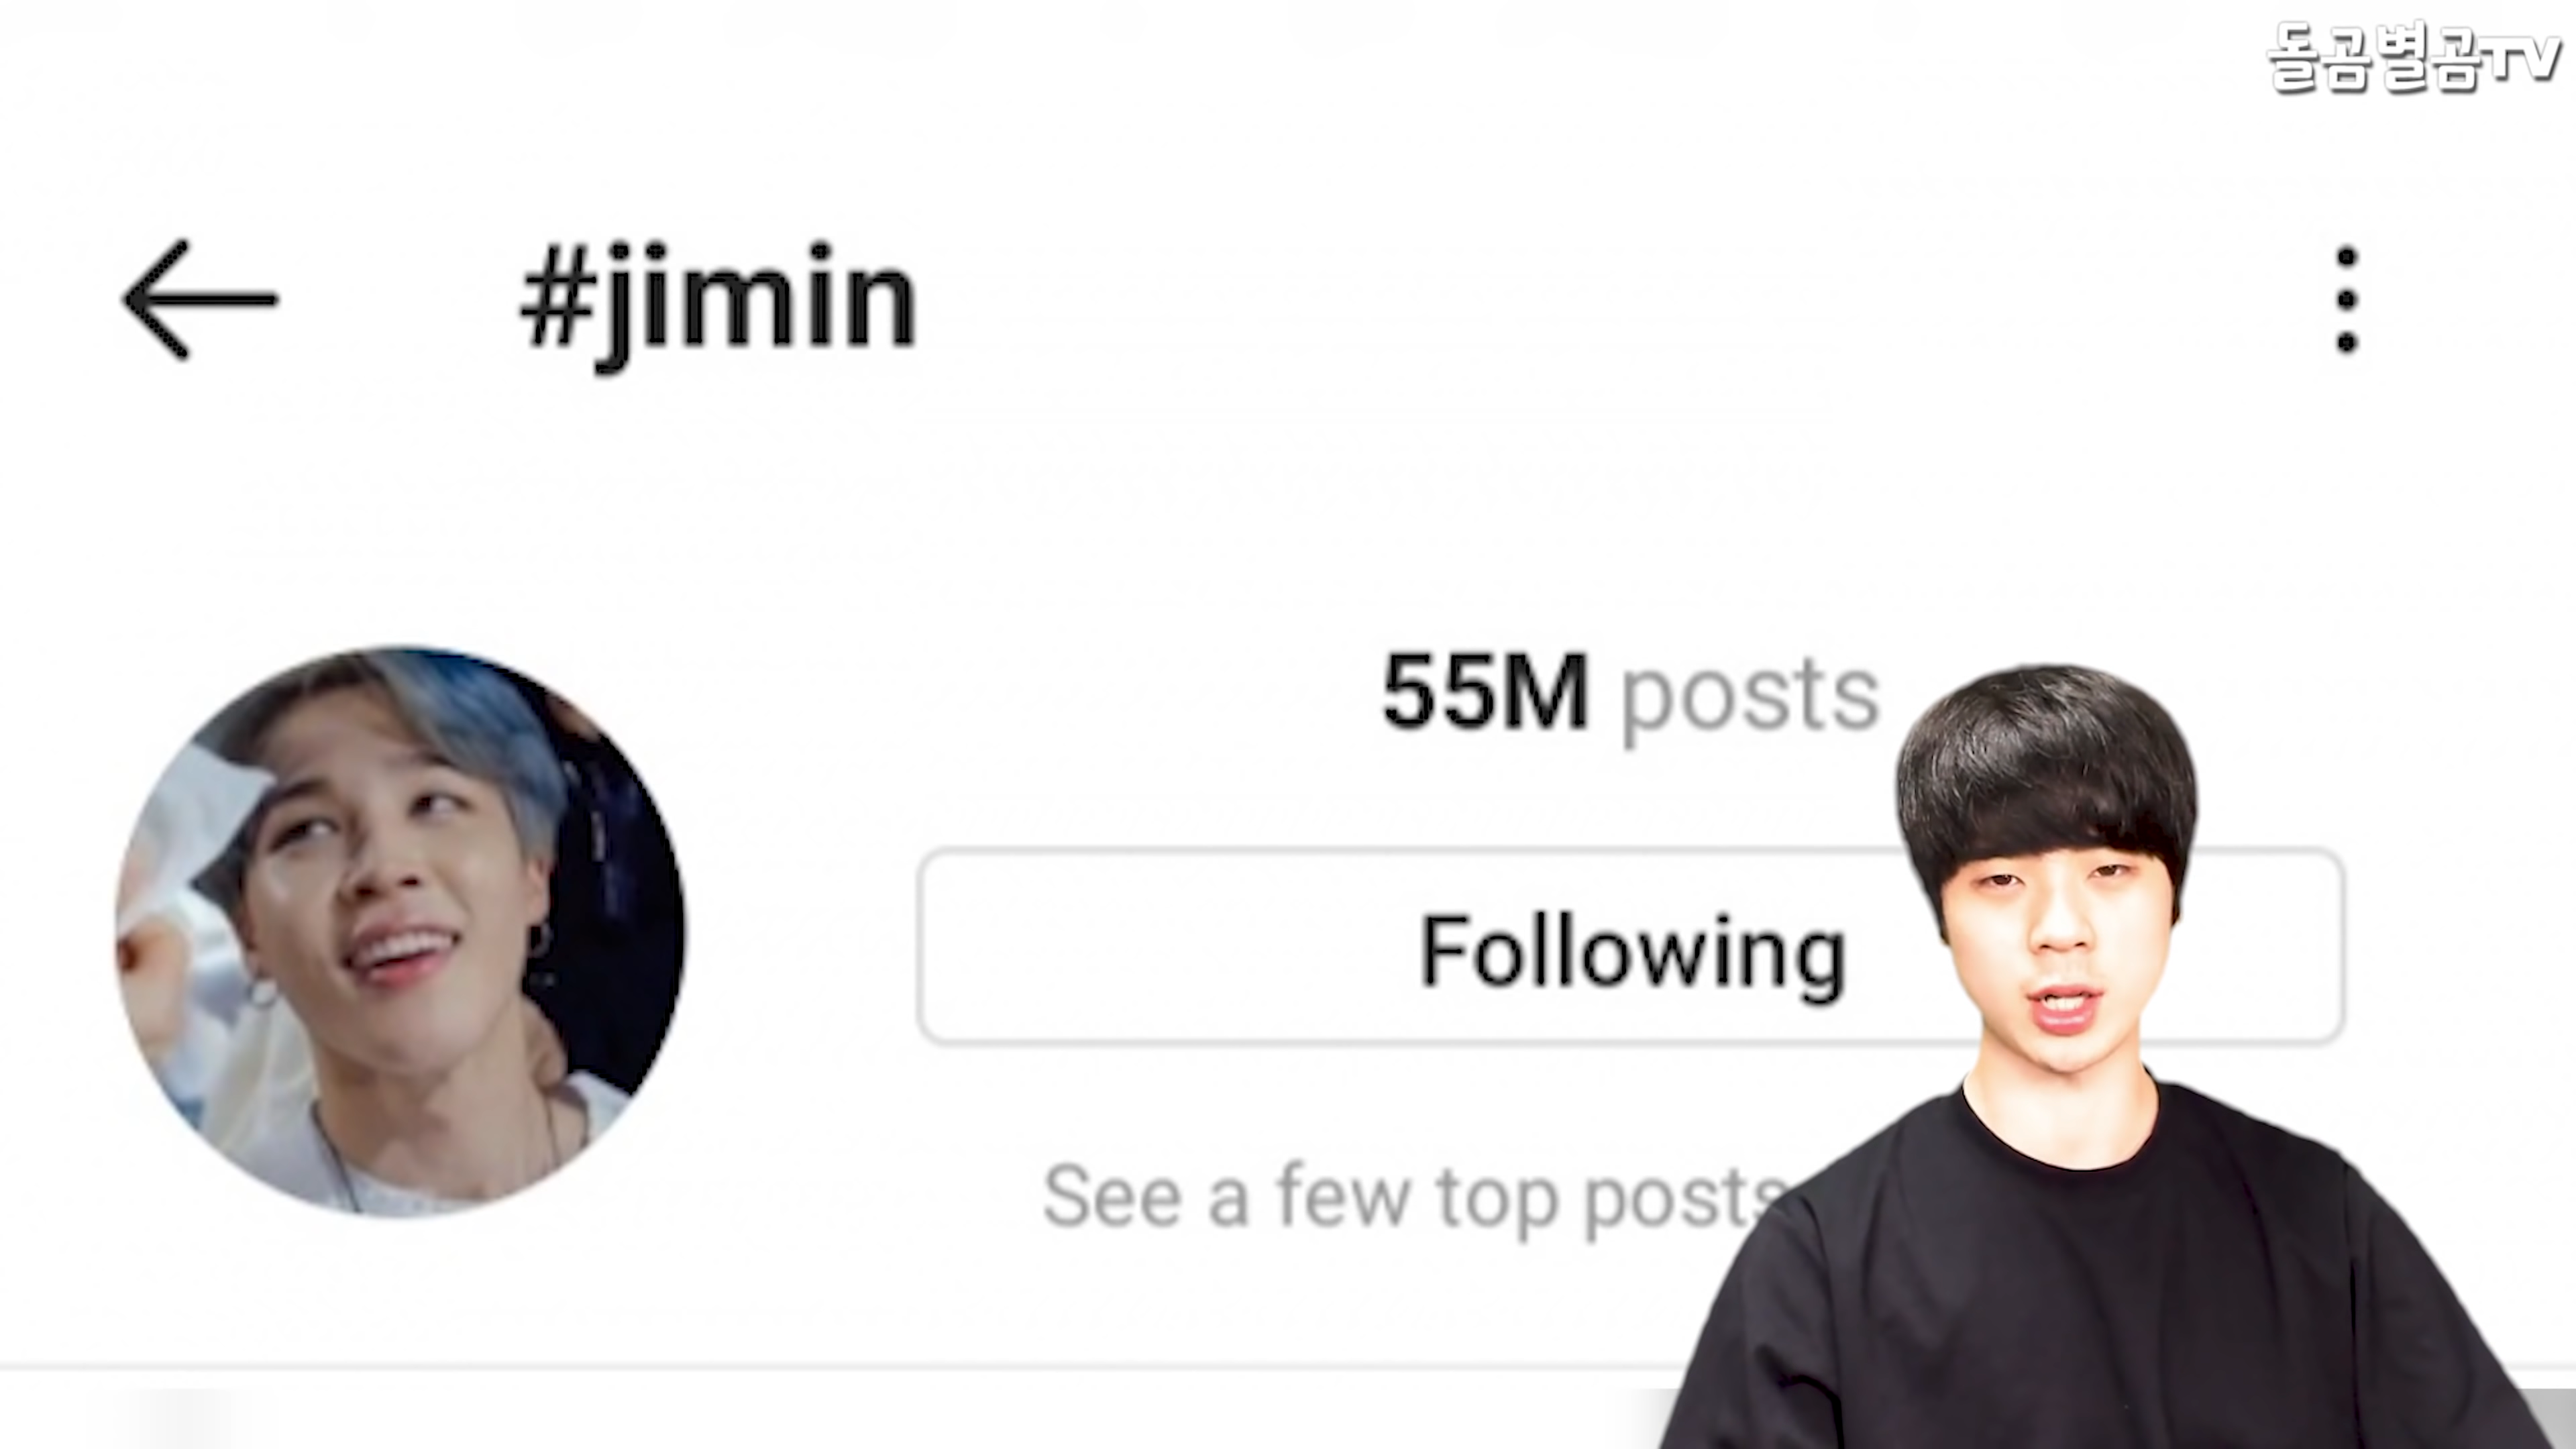 돌곰별곰TV
#jimin
55M posts
Following
See a few top posts